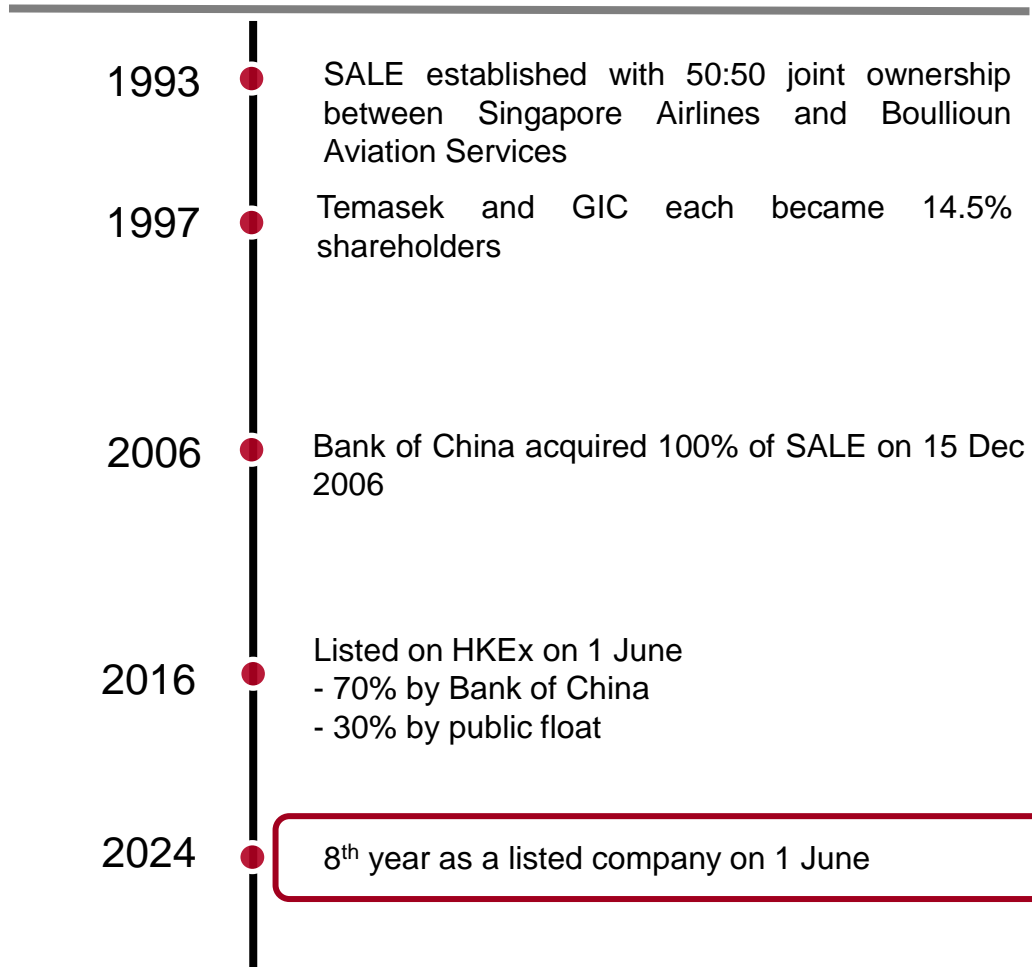 1993
SALE established with 50:50 joint ownership
between Singapore Airlines and Boullioun
Aviation Services
1997
Temasek and GIC each became 14.5%
shareholders
2006
Bank of China acquired 100% of SALE on 15 Dec
2006
2016
Listed on HKEx on 1 June
- 70% by Bank of China
- 30% by public float
2024
8th year as a listed company on 1 June